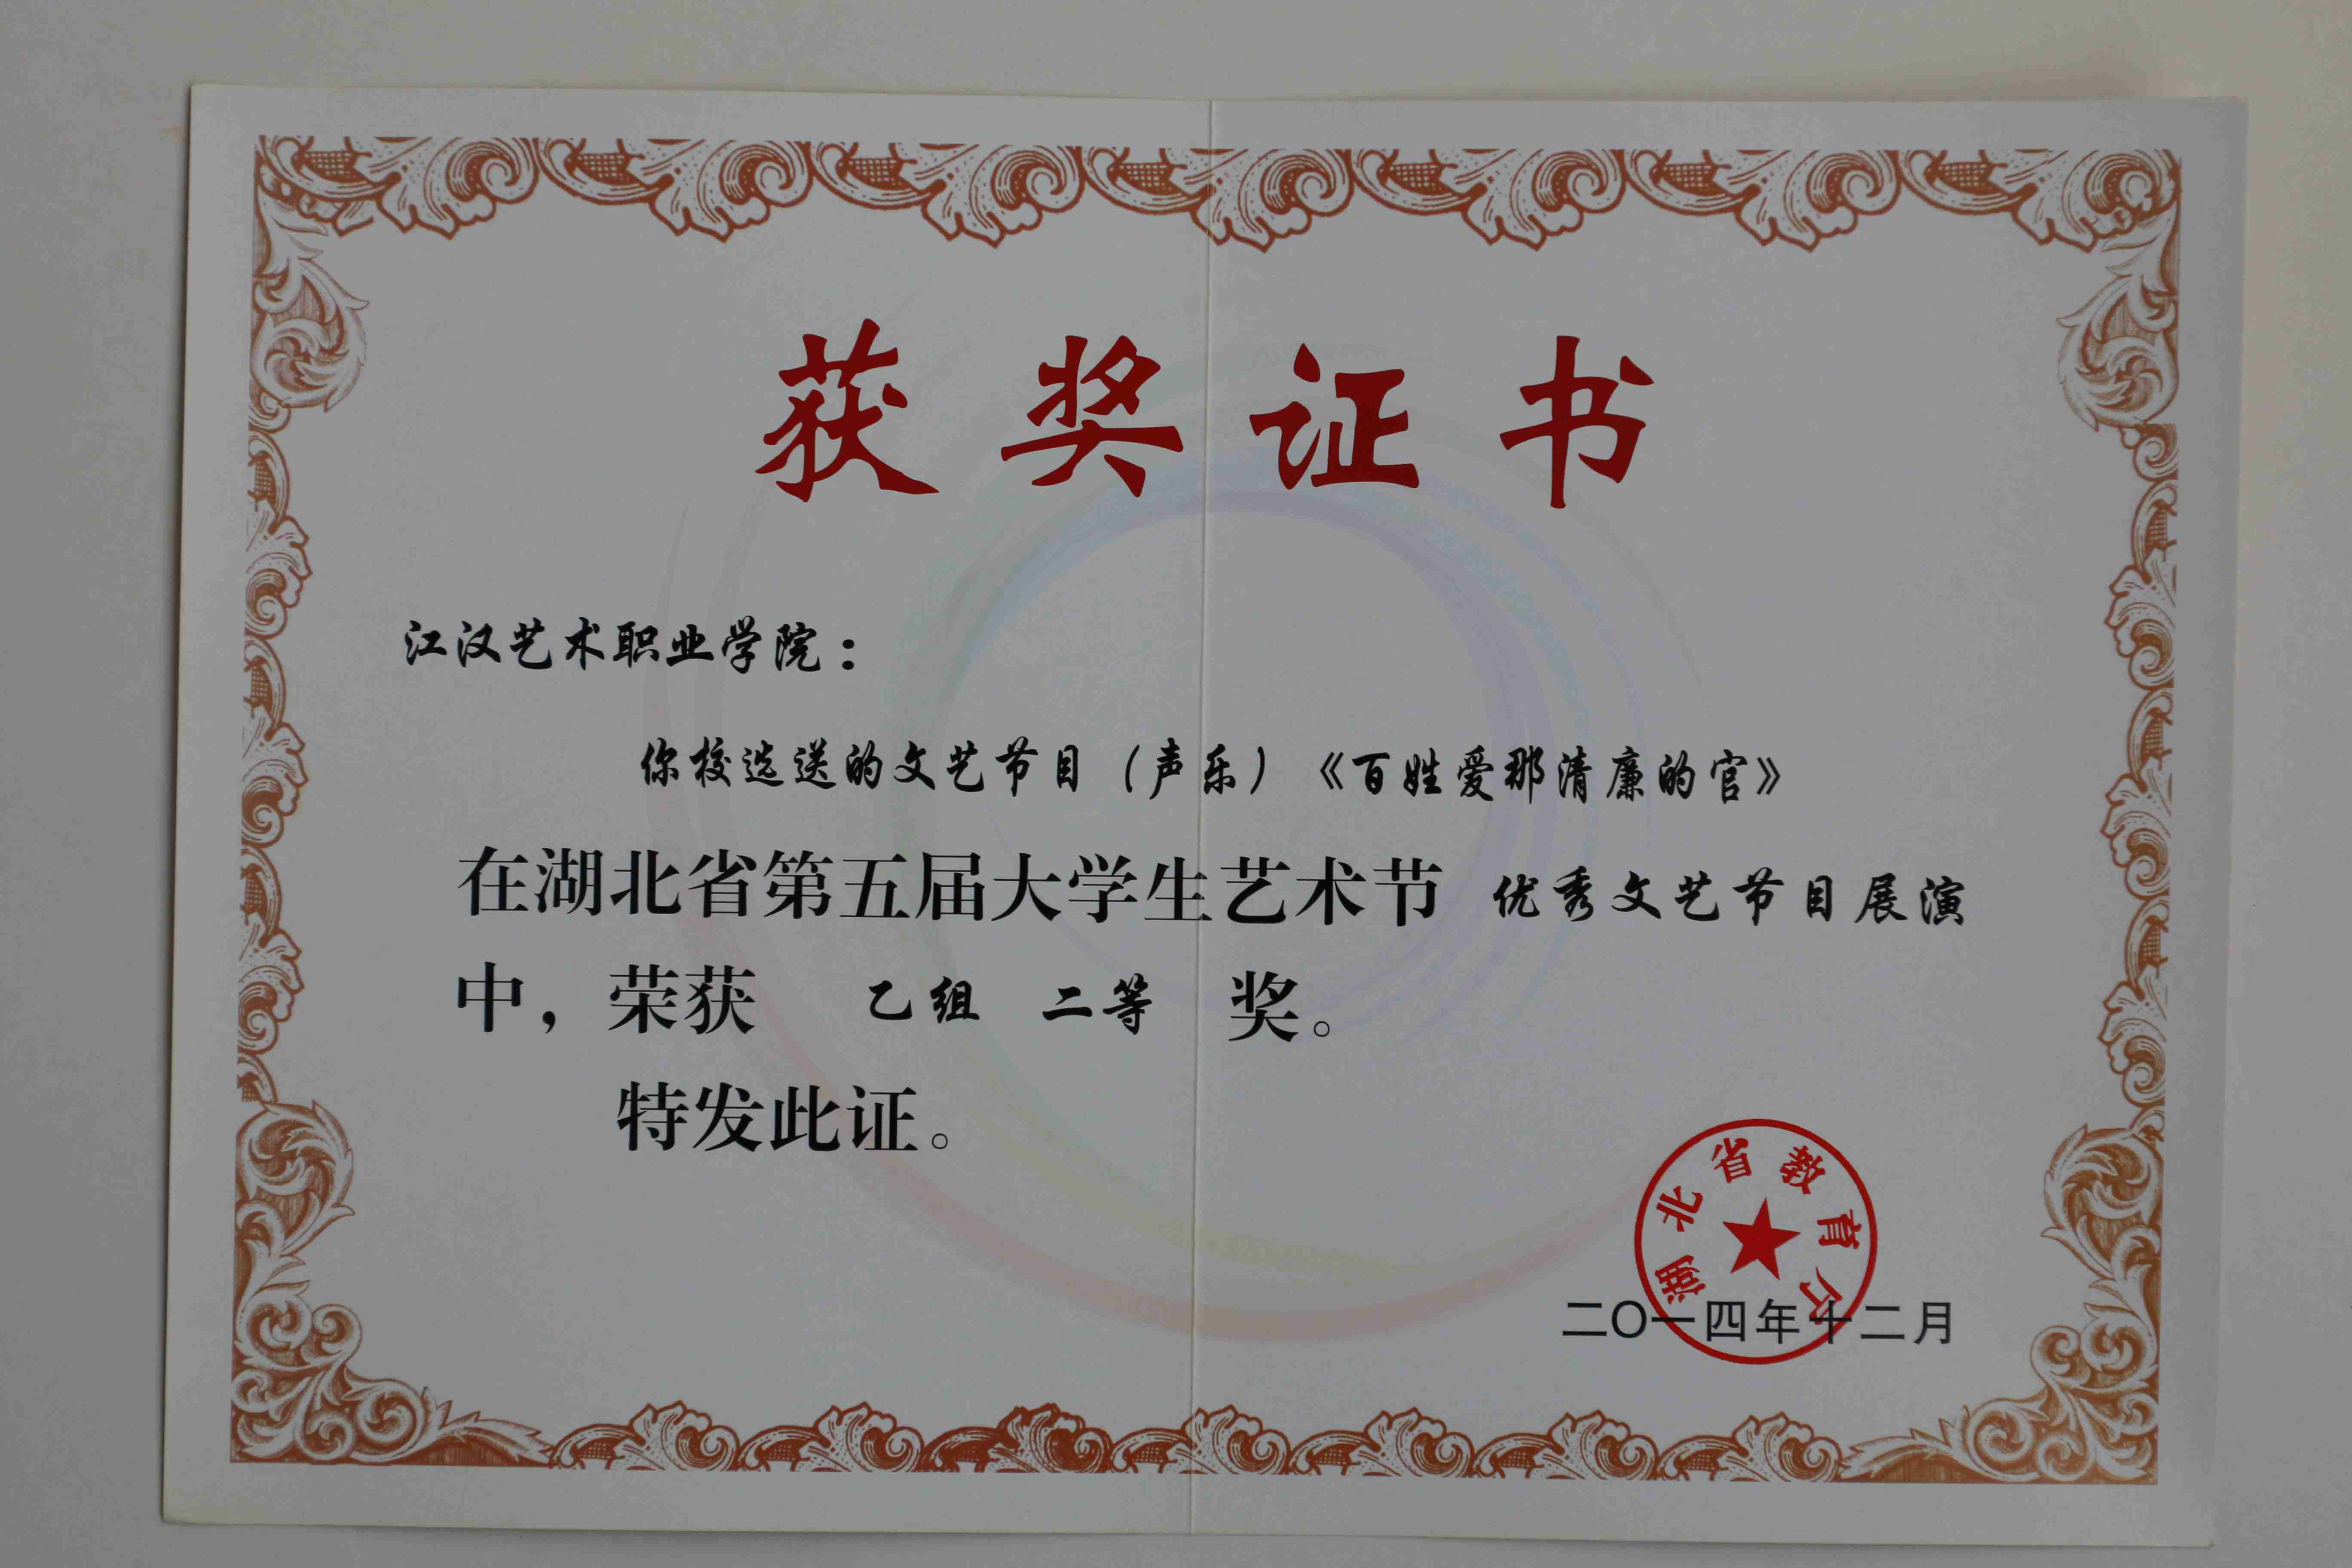 获奖证书
江汉艺术职业学院：
你校选送的文艺节目（声乐）《百姓爱那清廉的官》
在湖北省第五届大学生艺术节 优秀文艺节目展演
中，荣获 乙组 二等 奖。
特发此证。
湖北省教育厅
二〇一四年十二月